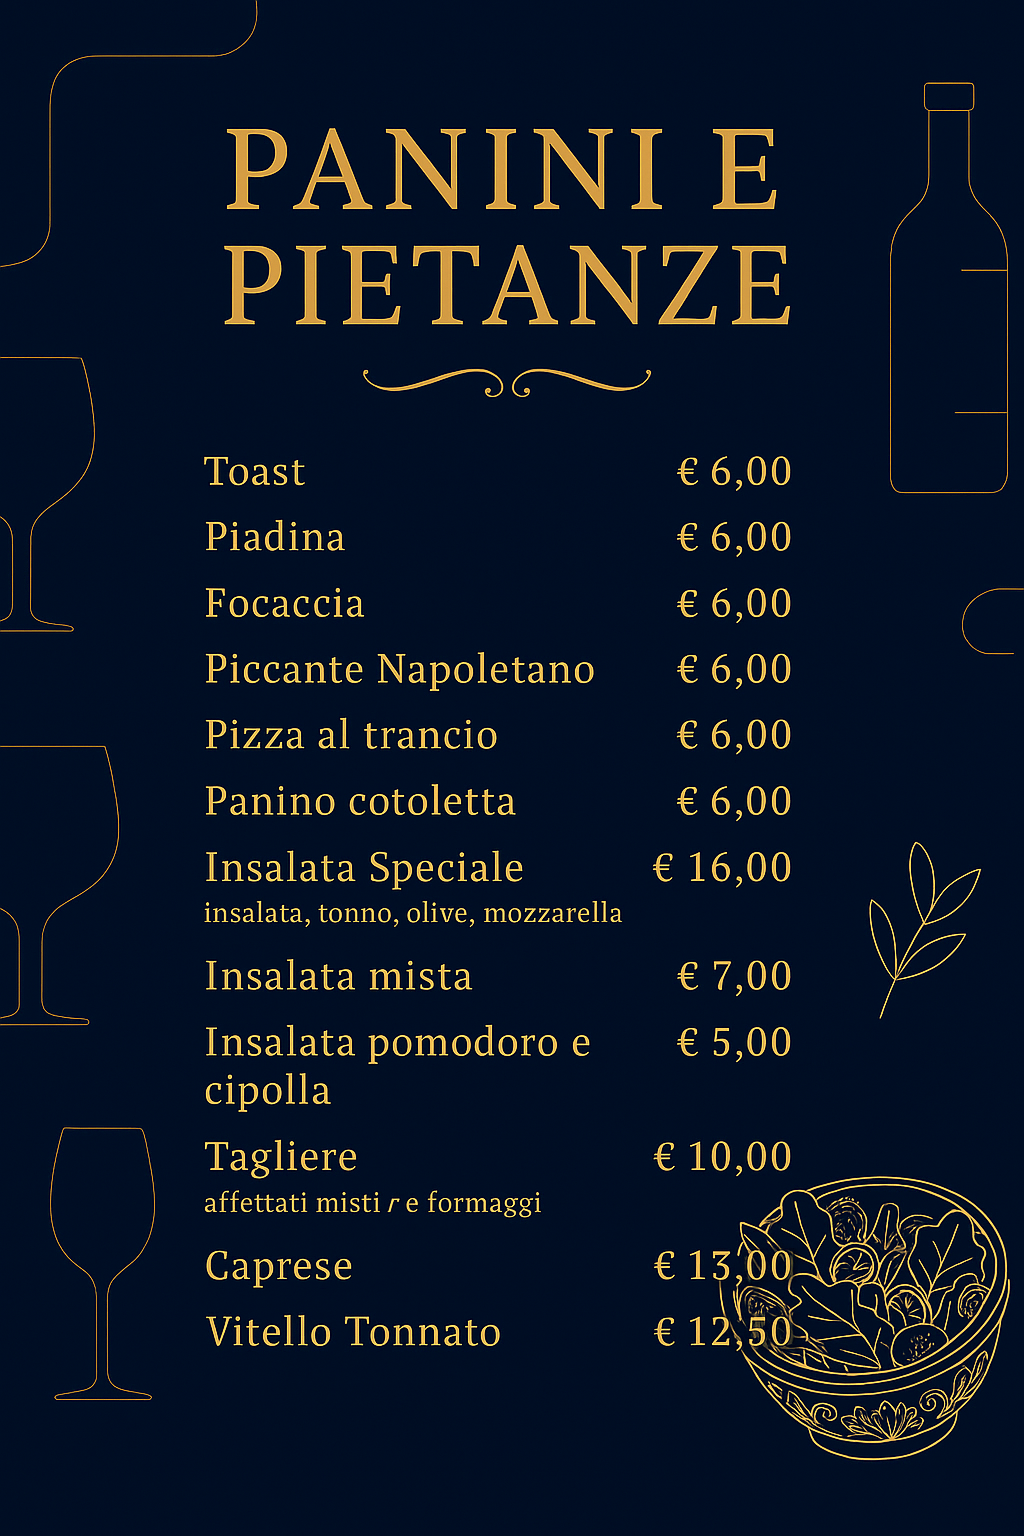 PANINI E
PIETANZE
Toast € 6,00
Piadina € 6,00
Focaccia € 6,00
Piccante Napoletano € 6,00
Pizza al trancio € 6,00
Panino cotoletta € 6,00
Insalata Speciale € 16,00
insalata, tonno, olive, mozzarella
Insalata mista € 7,00
Insalata pomodoro e € 5,00
cipolla
Tagliere € 10,00
affettati misti r e formaggi
Caprese € 13,00
Vitello Tonnato € 12,50